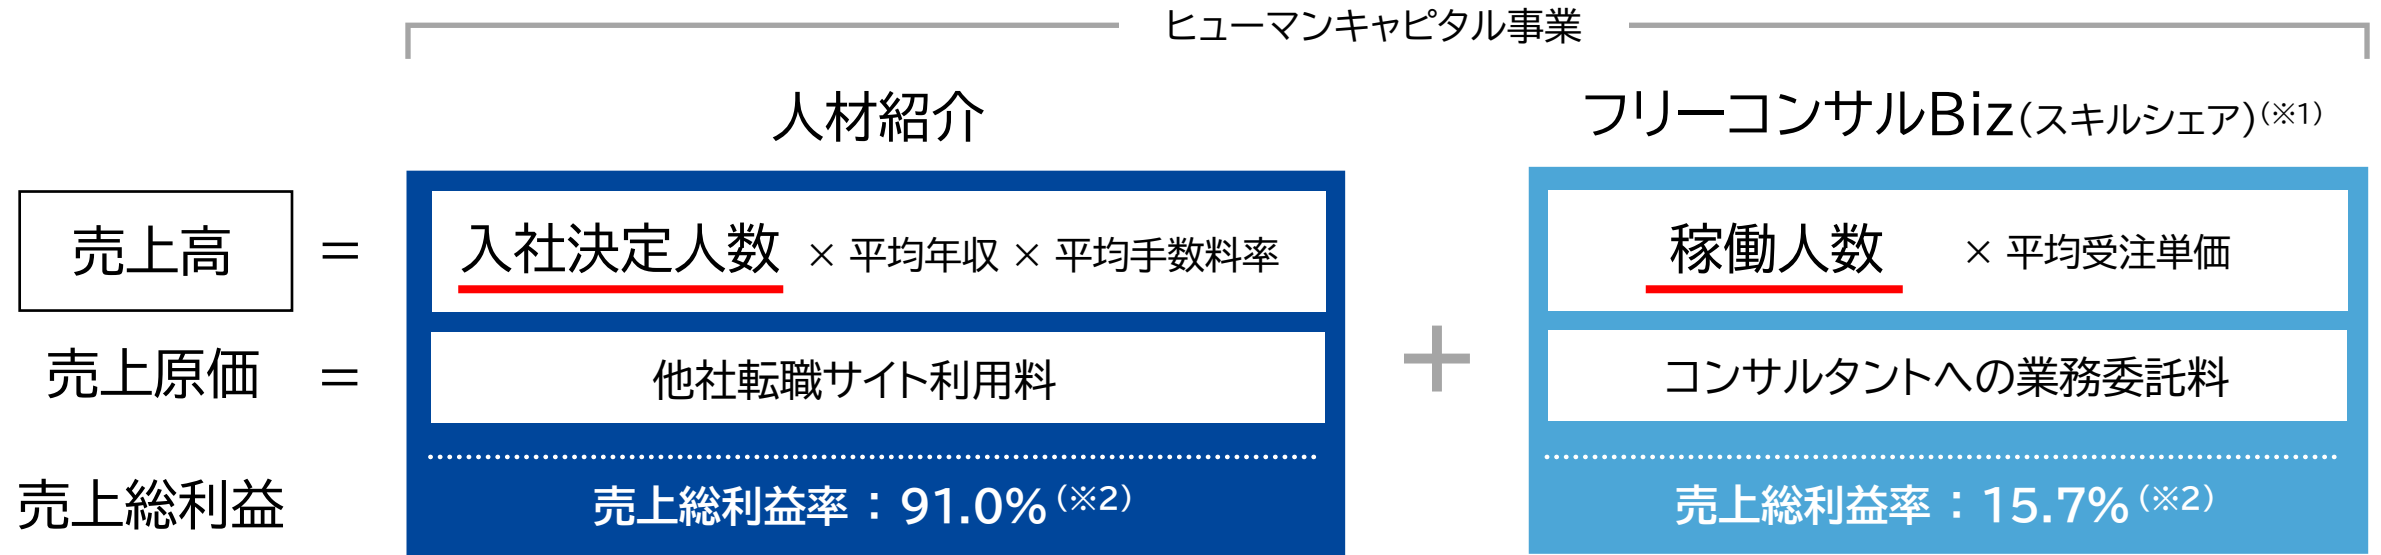 ヒューマンキャピタル事業
人材紹介
フリーコンサルBiz(スキルシェア)(※1)
売上高 = 入社決定人数 × 平均年収 × 平均手数料率 + 稼働人数 × 平均受注単価
売上原価 = 他社転職サイト利用料 コンサルタントへの業務委託料
売上総利益 売上総利益率:91.0%(※2) 売上総利益率:15.7%(※2)